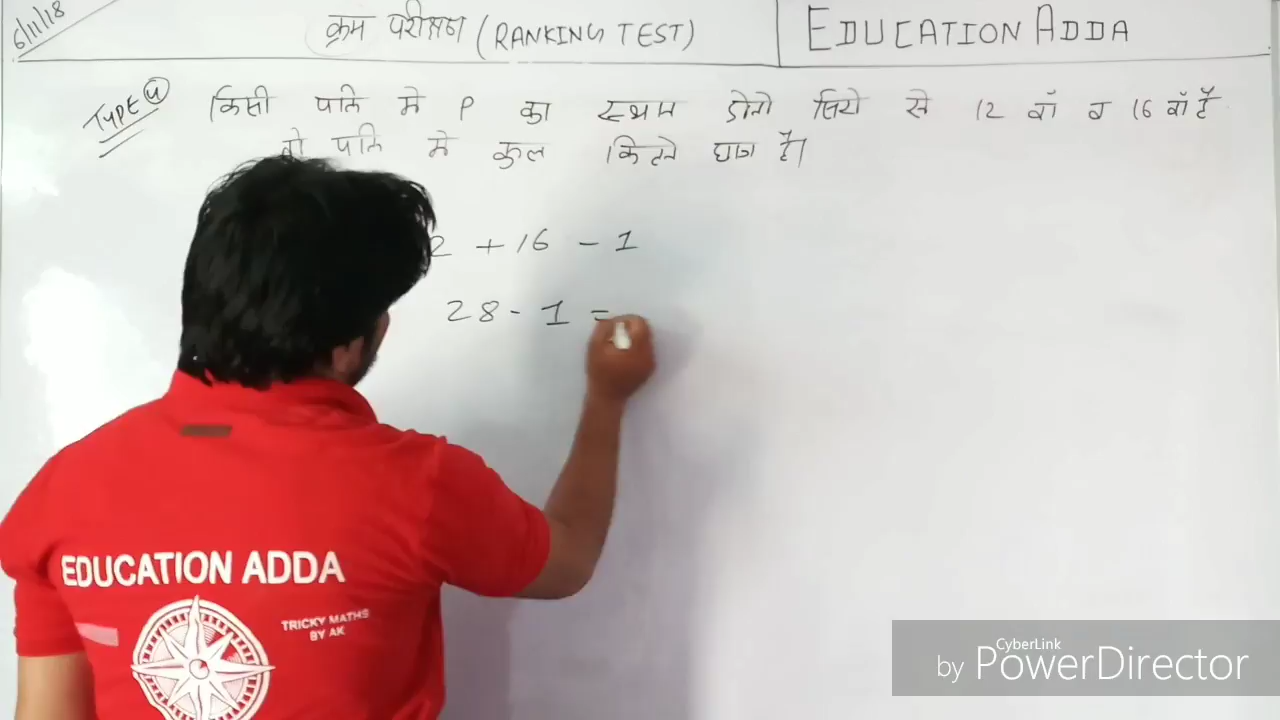 6/11/18
क्रम परीक्षण (RANKING TEST)
EDUCATION ADDA
TYPE 4
किसी पंक्ति मे P का स्थान दोनो सिरो से 12 वाँ व 16 वाँ है
तो पंक्ति मे कुल कितने छात्र है।
2 + 16 - 1
28 - 1 =
EDUCATION ADDA
TRICKY MATHS
BY AK
CyberLink
by PowerDirector